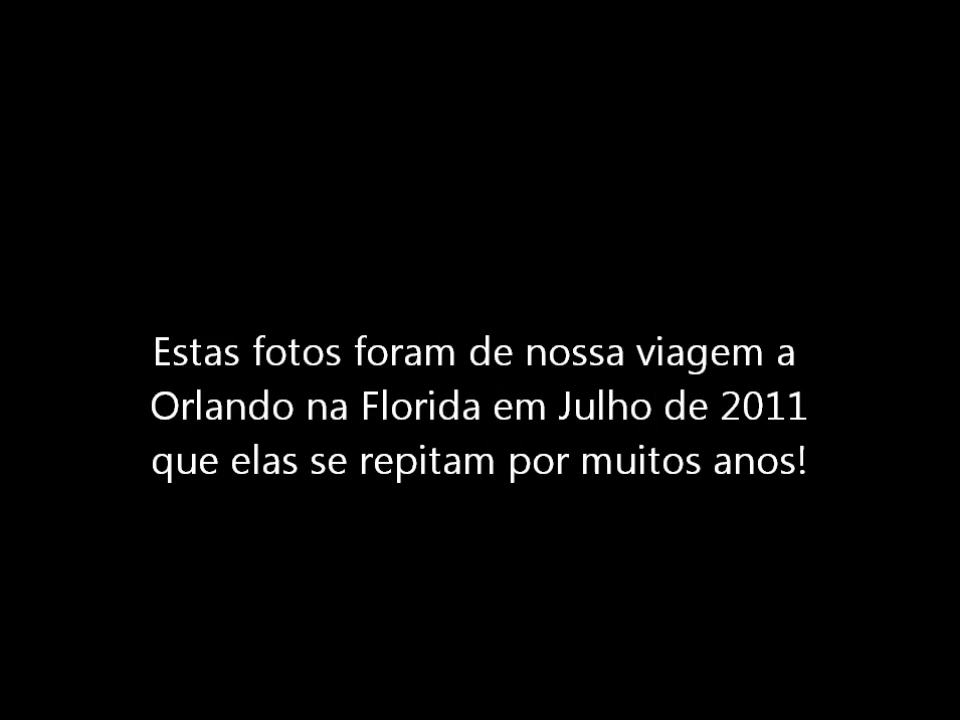 Estas fotos foram de nossa viagem a
Orlando na Florida em Julho de 2011
que elas se repitam por muitos anos!